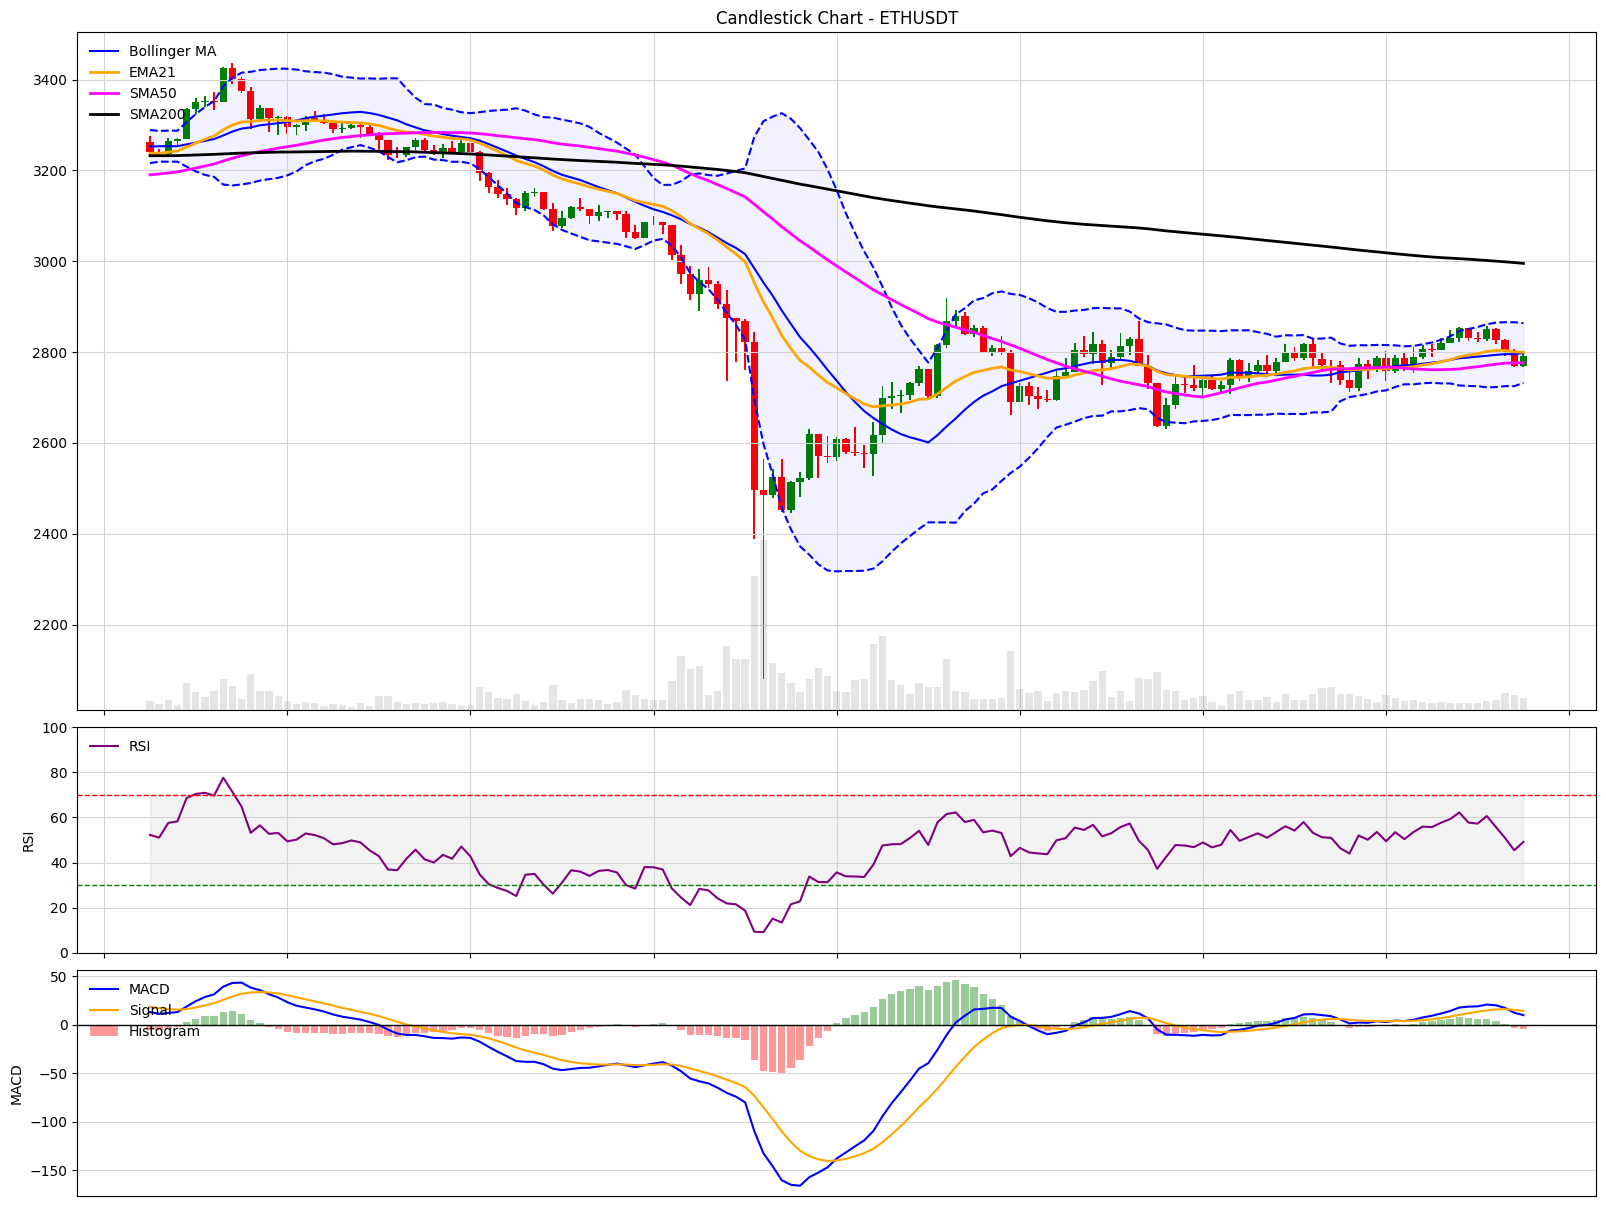 Candlestick Chart - ETHUSDT
Bollinger MA
EMA21
SMA50
SMA200
3400
3200
3000
2800
2600
2400
2200
RSI
RSI
100
80
60
40
20
0
MACD
Signal
Histogram
MACD
50
0
−50
−100
−150